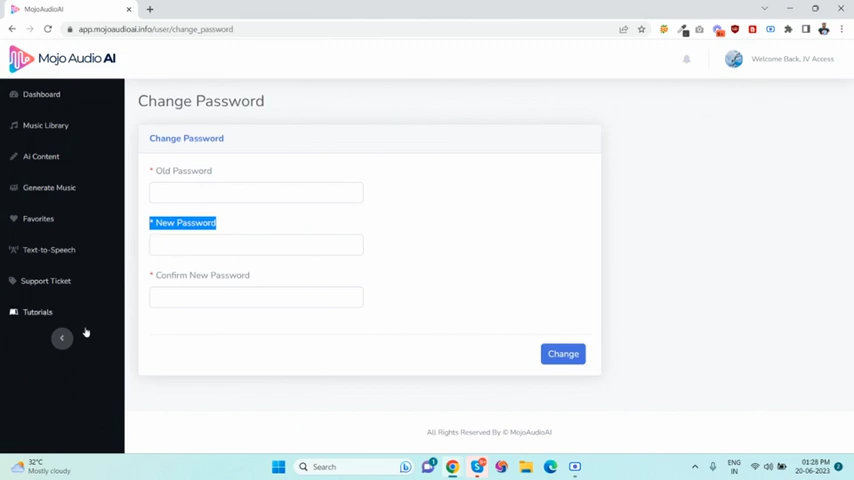 MojoAudioAI
app.mojoaudioai.info/user/change_password
Mojo Audio AI
Welcome Back, JV Access
Dashboard
Music Library
Ai Content
Generate Music
Favorites
Text-to-Speech
Support Ticket
Tutorials
Change Password
Change Password
* Old Password
* New Password
* Confirm New Password
Change
All Rights Reserved By © MojoAudioAI
32°C
Mostly cloudy
Search
ENG
IN
01:28 PM
20-06-2023